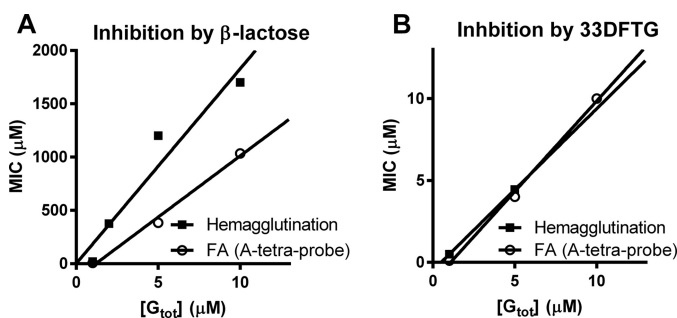 A
Inhibition by β-lactose
2000
1500
1000
500
0
MIC (μM)
0
5
10
[Gtot] (μM)
Hemagglutination
FA (A-tetra-probe)
B
Inhbition by 33DFTG
10
5
0
MIC (μM)
0
5
10
[Gtot] (μM)
Hemagglutination
FA (A-tetra-probe)